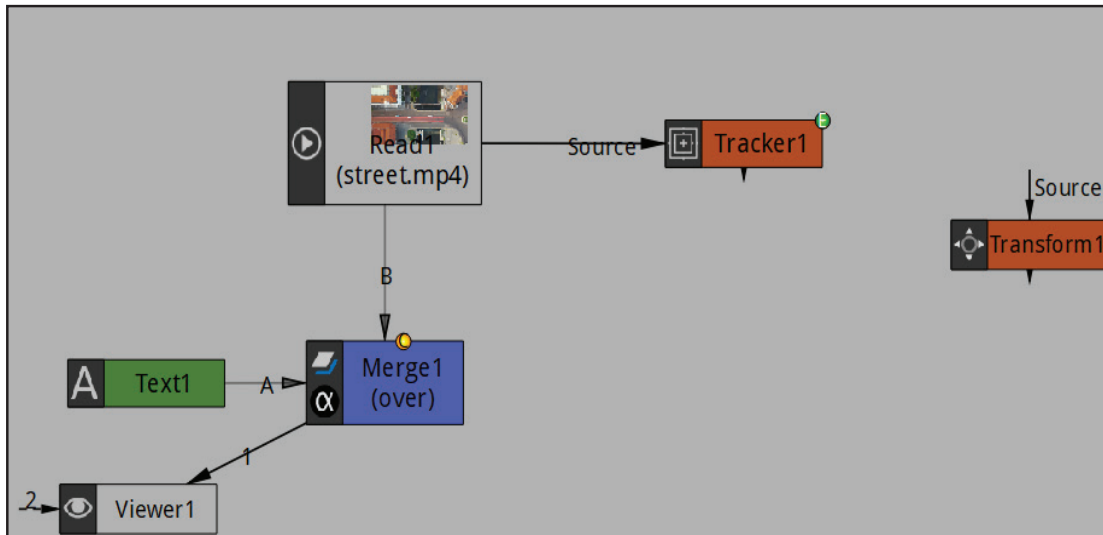 Read1
(street.mp4)
Source
E
Tracker1
Source
Transform1
B
A
Text1
A
Merge1
(over)
α
1
2
Viewer1